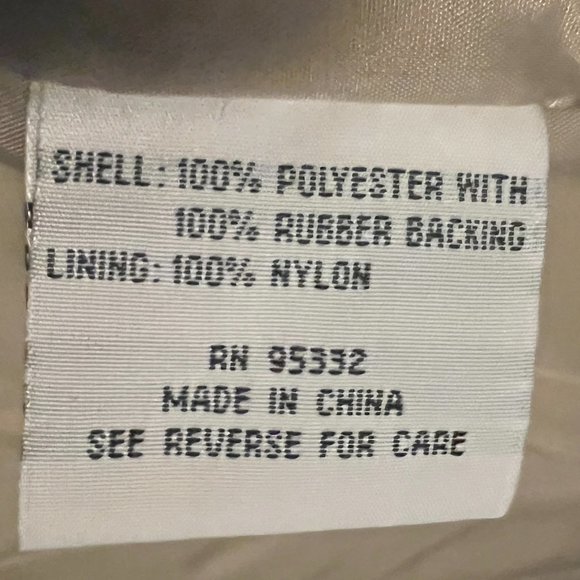 SHELL: 100% POLYESTER WITH
100% RUBBER BACKING
LINING: 100% NYLON
RN 95332
MADE IN CHINA
SEE REVERSE FOR CARE